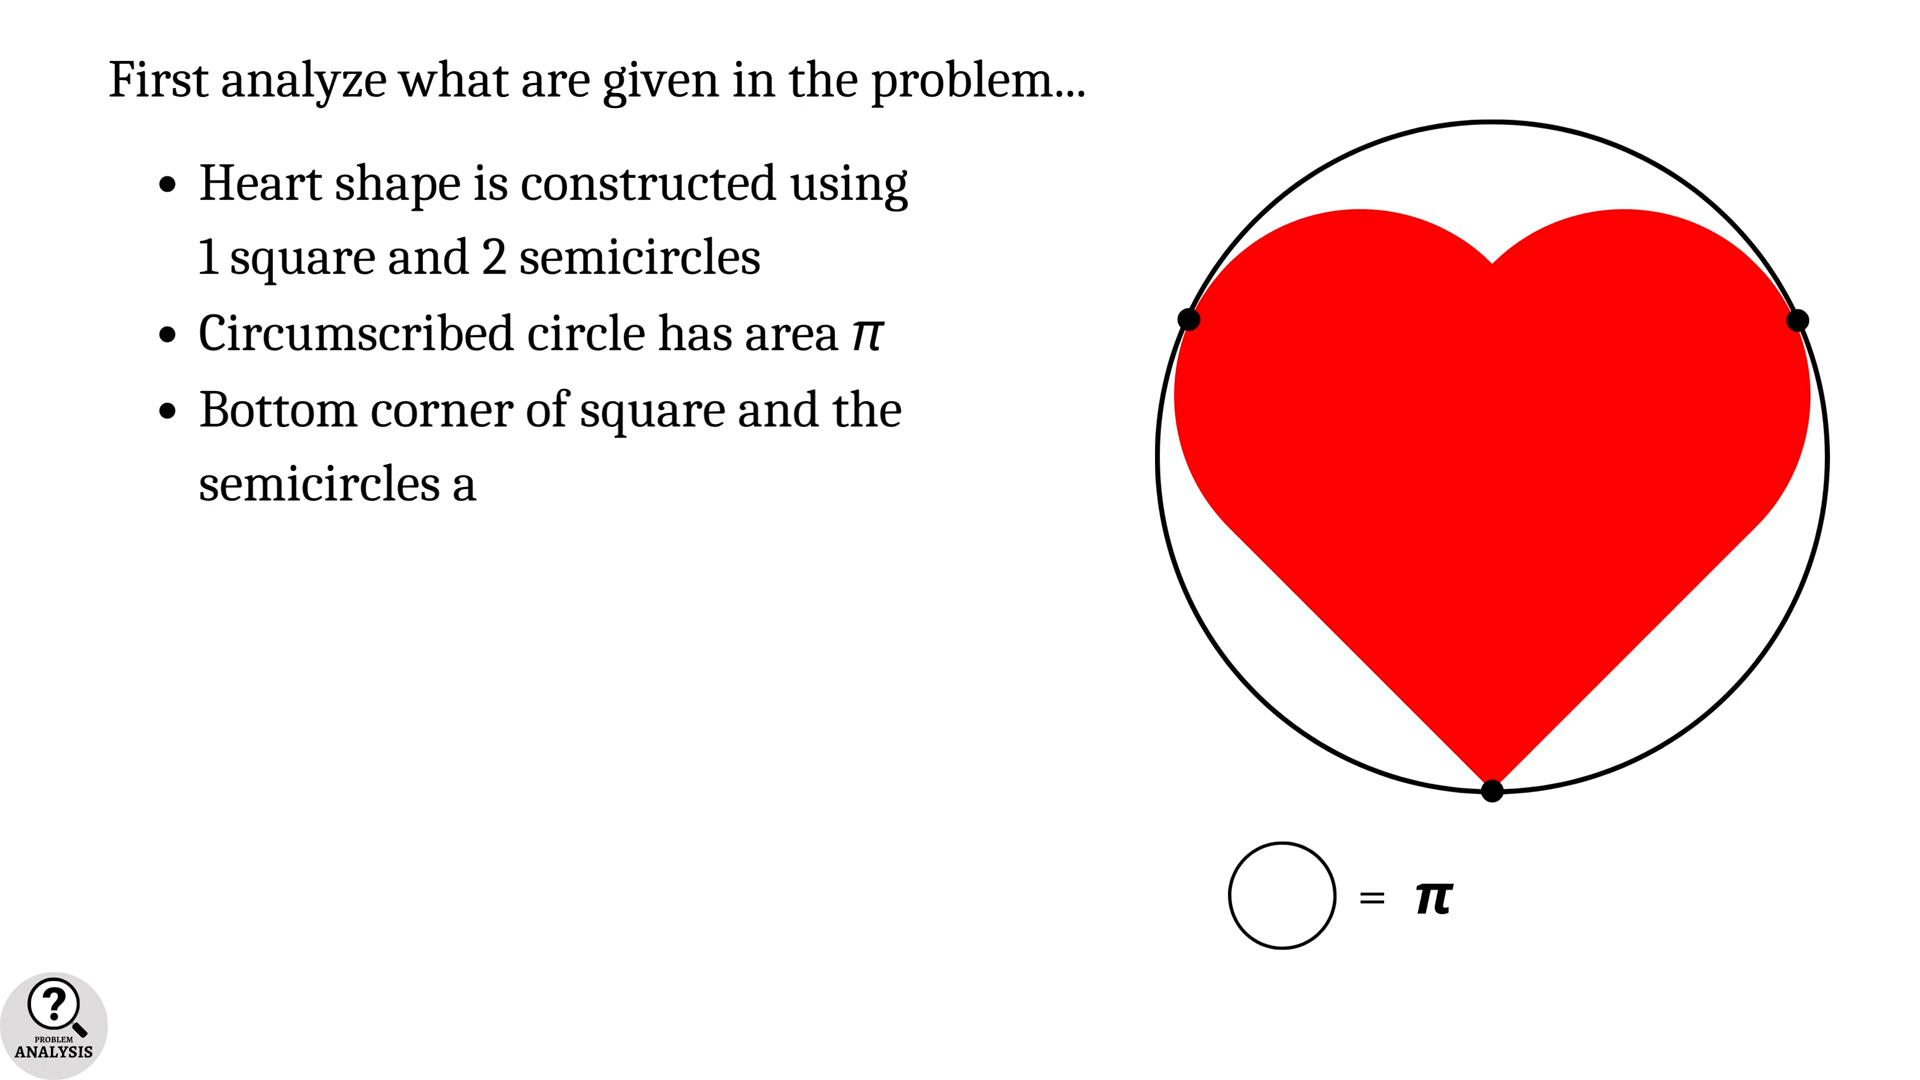 First analyze what are given in the problem...
• Heart shape is constructed using
1 square and 2 semicircles
• Circumscribed circle has area π
• Bottom corner of square and the
semicircles a
= π
?
PROBLEM
ANALYSIS